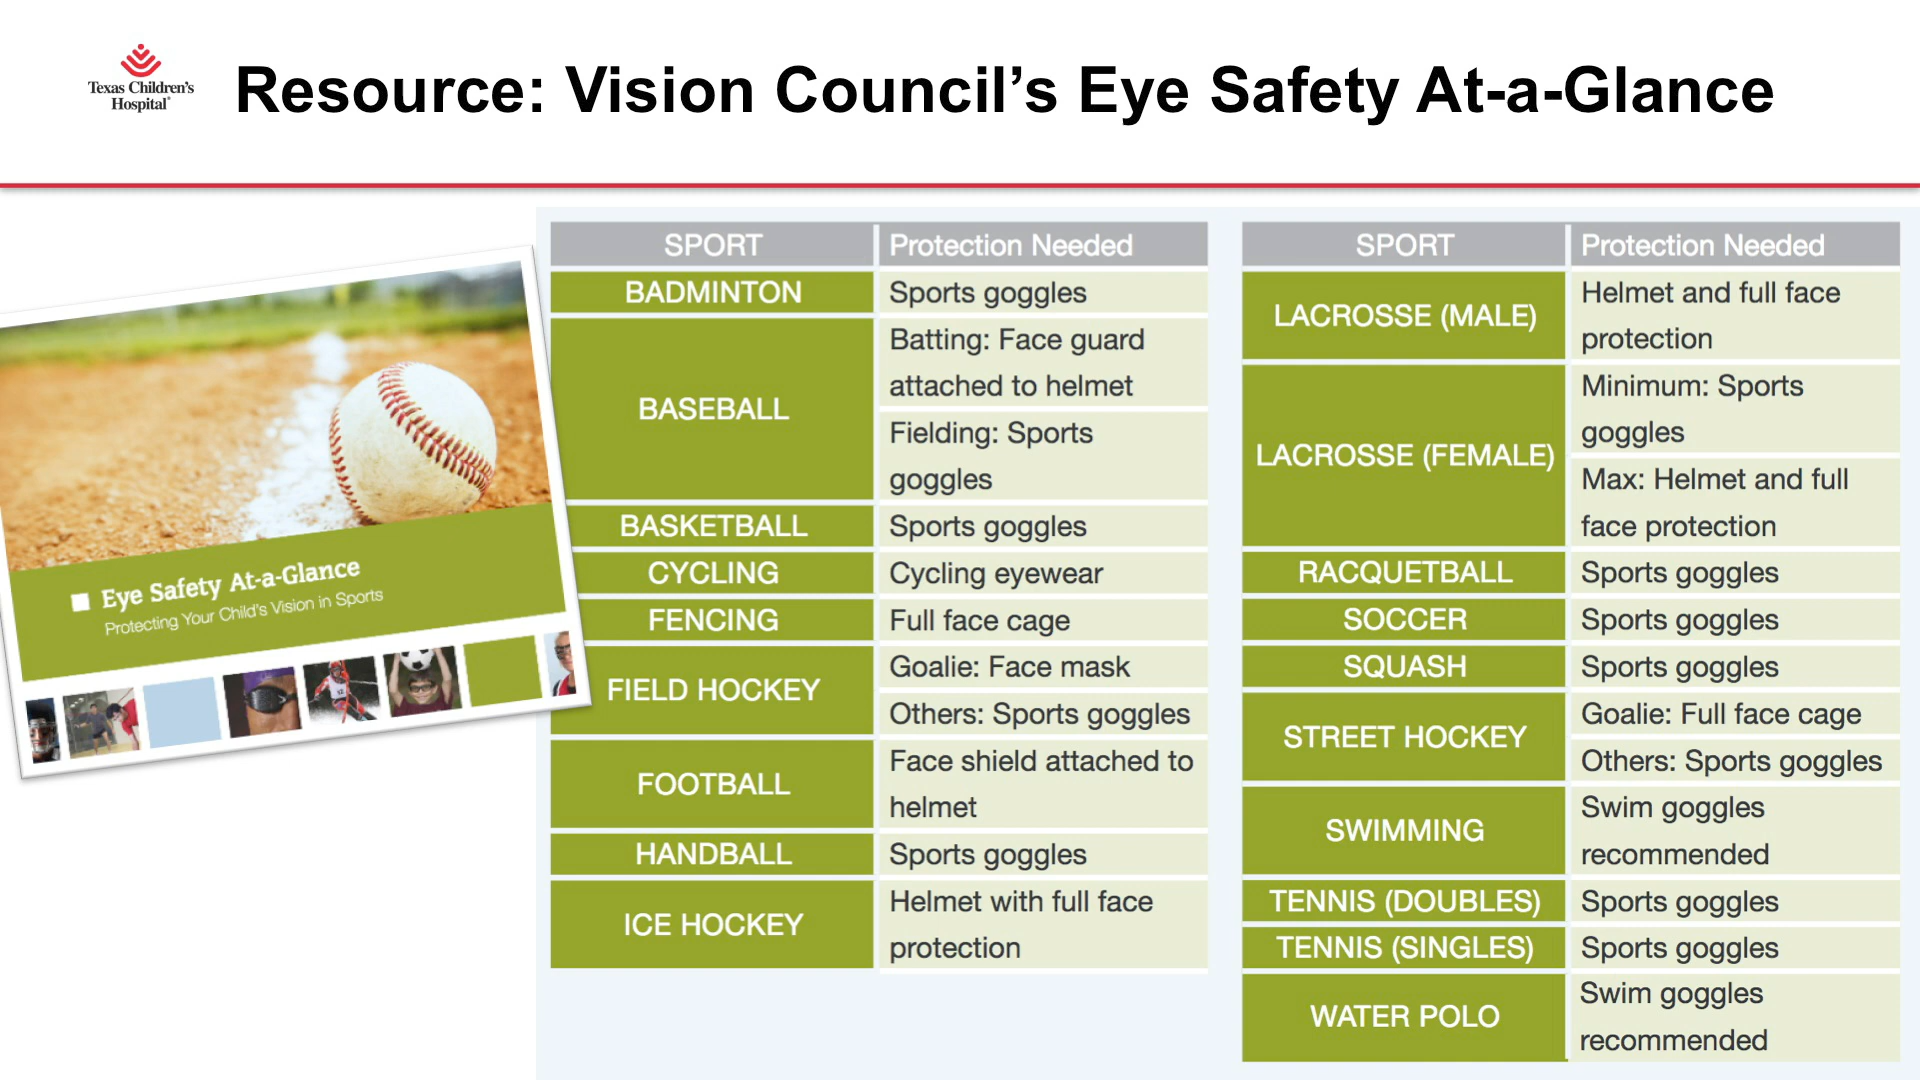 Texas Children's
Hospital®
Resource: Vision Council’s Eye Safety At-a-Glance
Eye Safety At-a-Glance
Protecting Your Child's Vision in Sports
SPORT Protection Needed
BADMINTON Sports goggles
BASEBALL
Batting: Face guard
attached to helmet
Fielding: Sports
goggles
BASKETBALL Sports goggles
CYCLING Cycling eyewear
FENCING Full face cage
FIELD HOCKEY
Goalie: Face mask
Others: Sports goggles
FOOTBALL
Face shield attached to
helmet
HANDBALL Sports goggles
ICE HOCKEY
Helmet with full face
protection
SPORT Protection Needed
LACROSSE (MALE)
Helmet and full face
protection
LACROSSE (FEMALE)
Minimum: Sports
goggles
Max: Helmet and full
face protection
RACQUETBALL Sports goggles
SOCCER Sports goggles
SQUASH Sports goggles
STREET HOCKEY
Goalie: Full face cage
Others: Sports goggles
SWIMMING
Swim goggles
recommended
TENNIS (DOUBLES) Sports goggles
TENNIS (SINGLES) Sports goggles
WATER POLO
Swim goggles
recommended